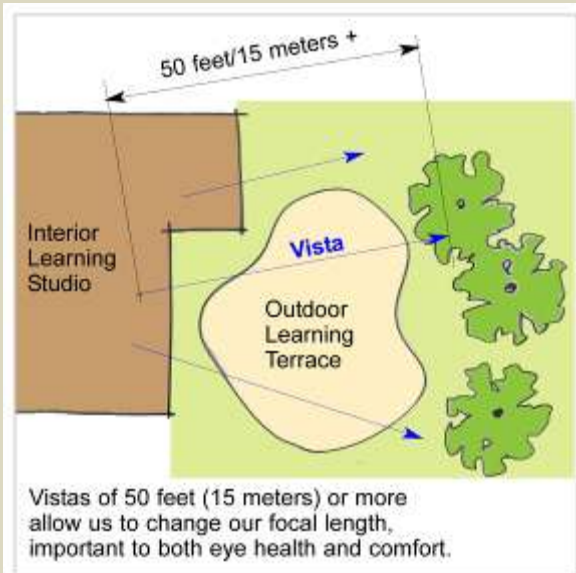 50 feet/15 meters +
Interior
Learning
Studio
Vista
Outdoor
Learning
Terrace
Vistas of 50 feet (15 meters) or more
allow us to change our focal length,
important to both eye health and comfort.